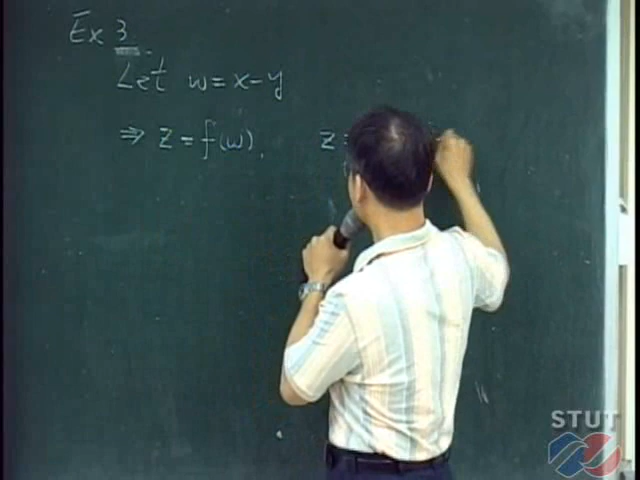 Ex 3.
Let w = x - y
⇒ z = f(w), z =
STUT